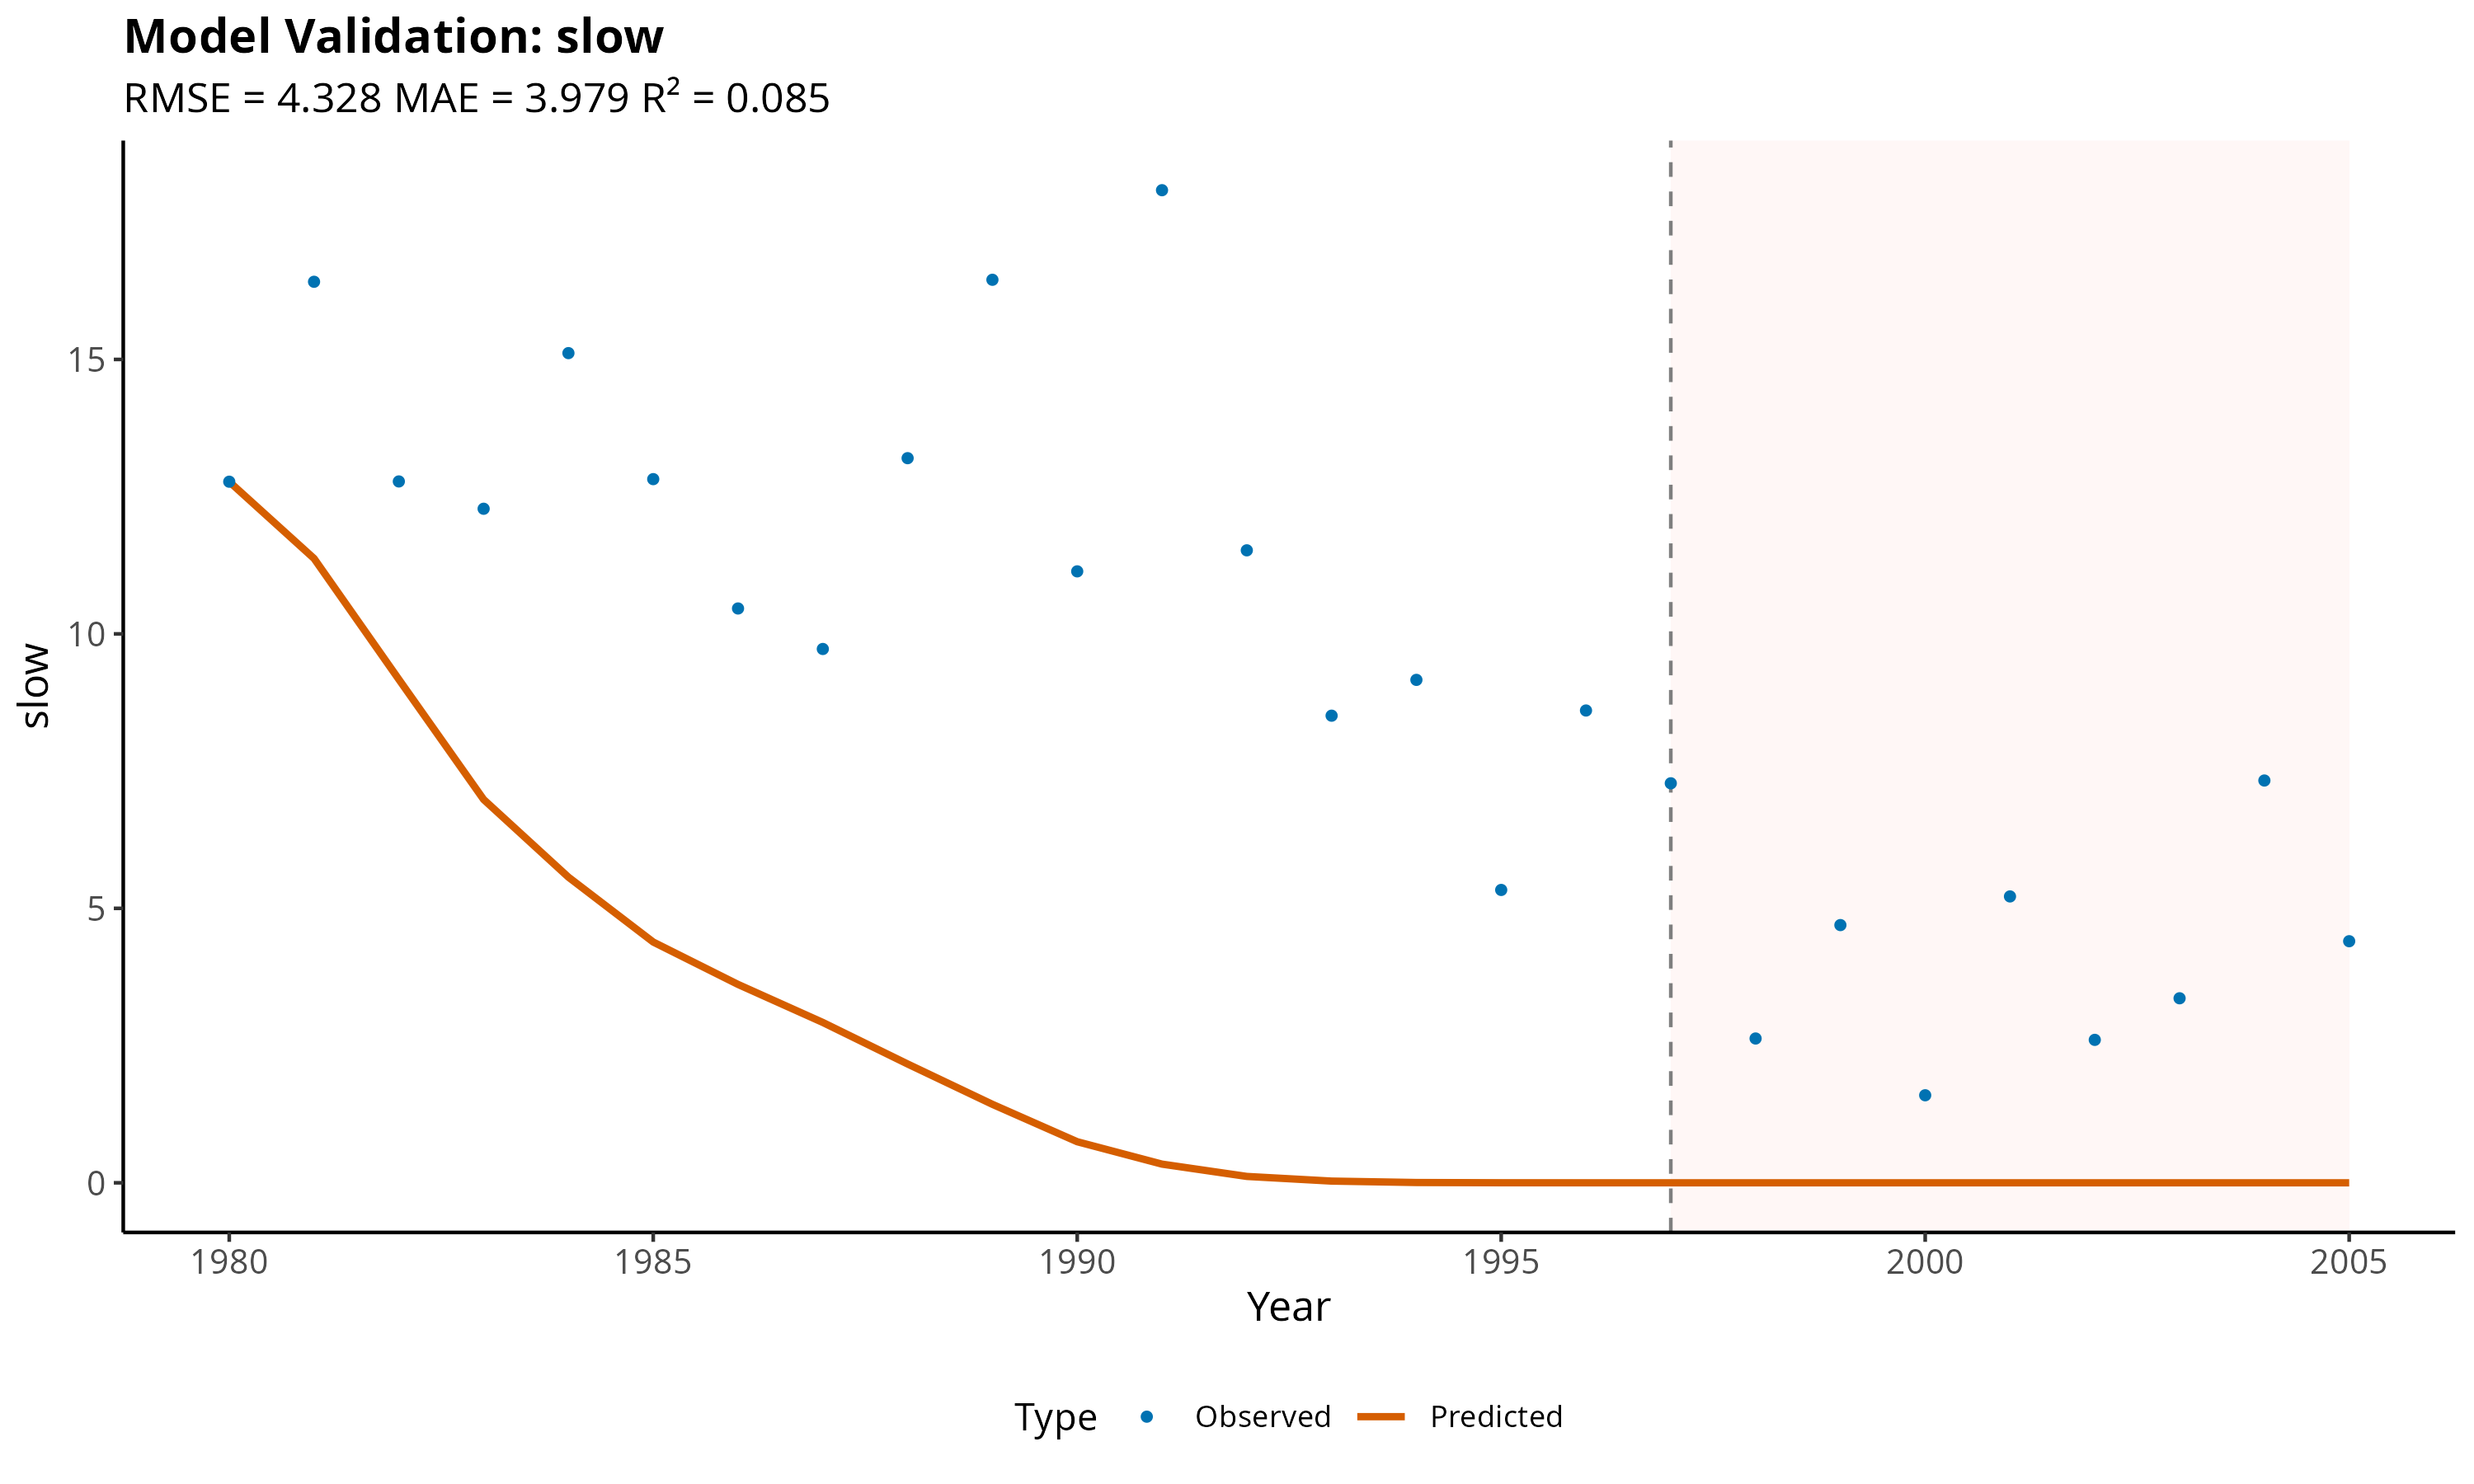 Model Validation: slow
RMSE = 4.328 MAE = 3.979 R² = 0.085
slow
15
10
5
0
1980 1985 1990 1995 2000 2005
Year
Type Observed Predicted